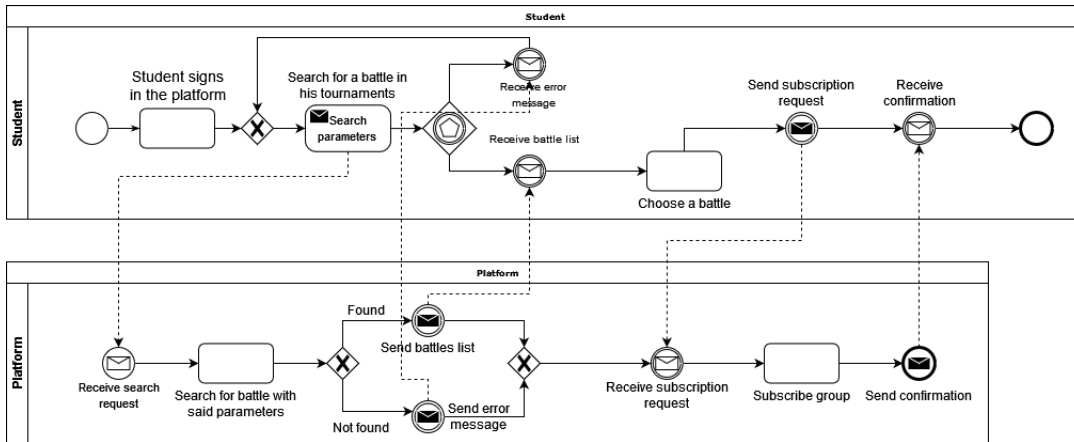 Student
Student
Student signs
in the platform
Search for a battle in
his tournaments
Search
parameters
Receive error
message
Receive battle list
Choose a battle
Send subscription
request
Receive
confirmation
Platform
Platform
Receive search
request
Search for battle with
said parameters
Found
Not found
Send battles list
Send error
message
Receive subscription
request
Subscribe group
Send confirmation